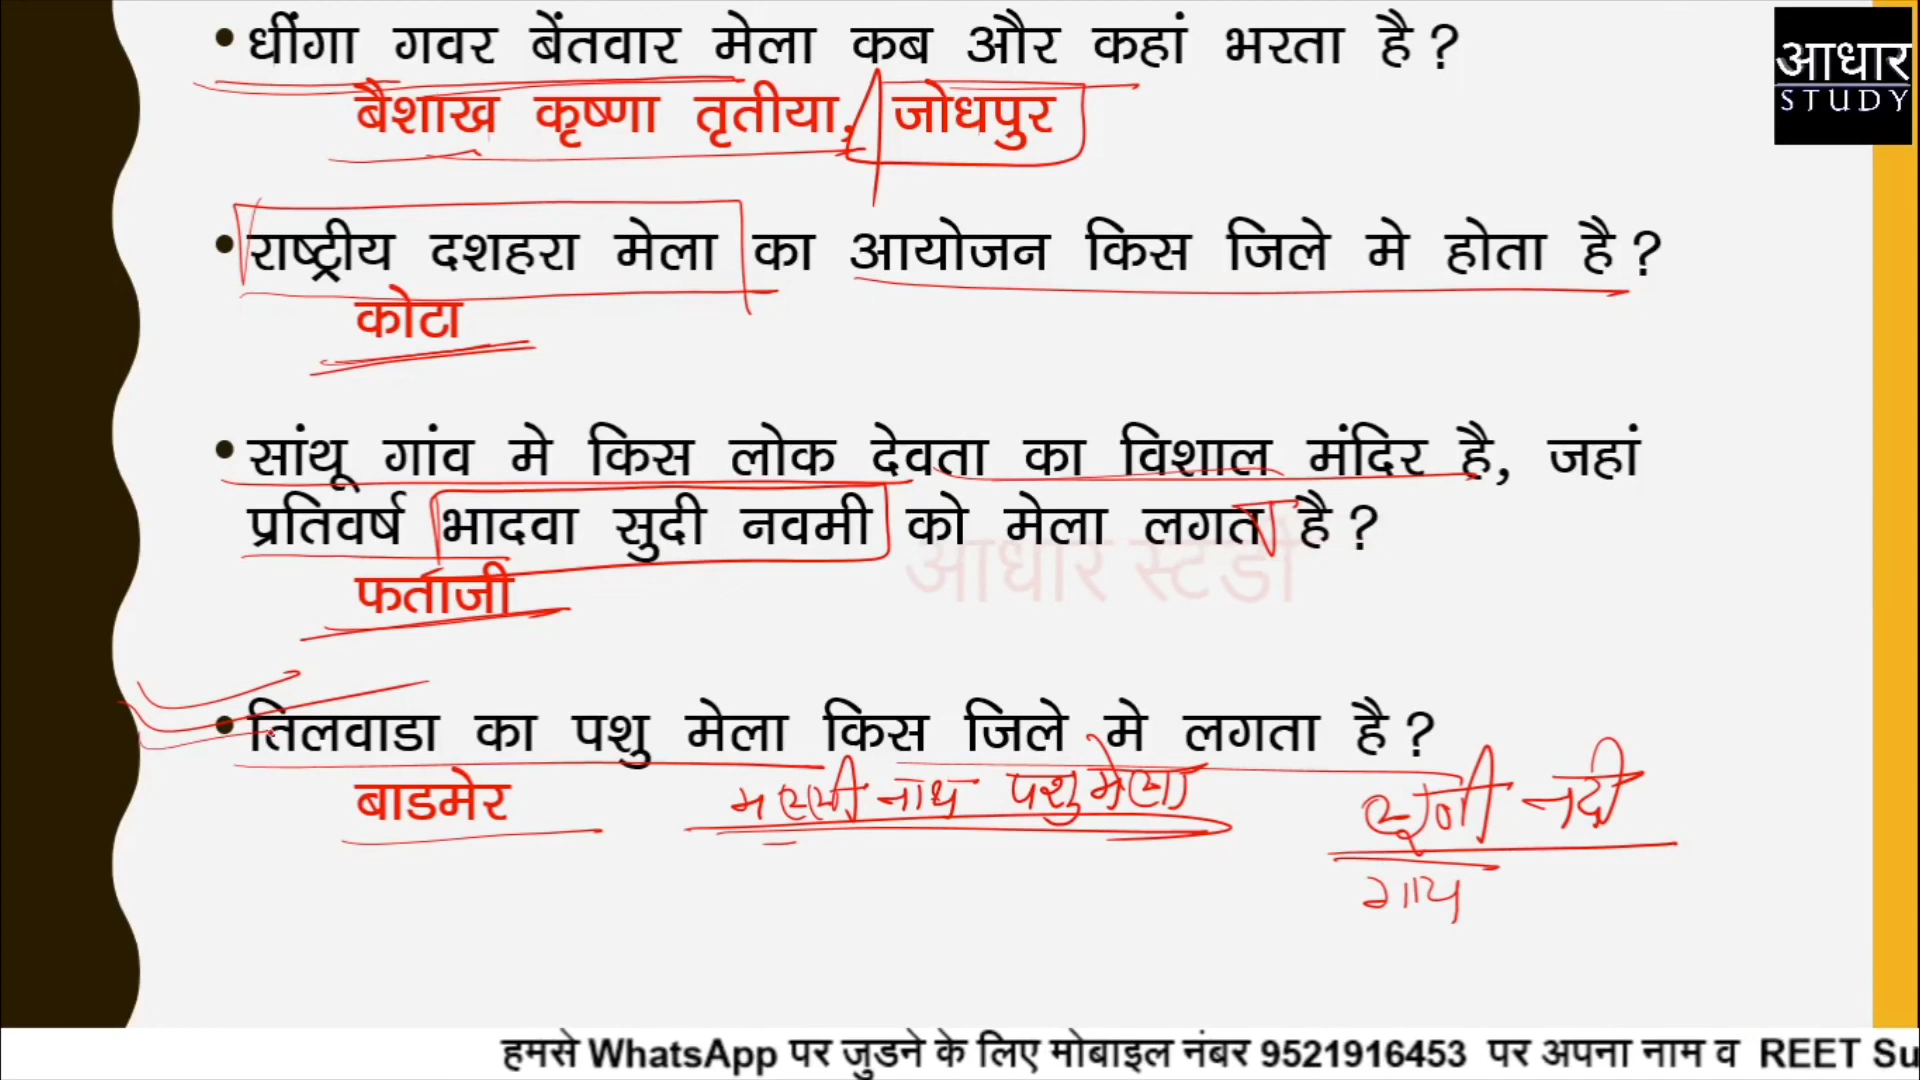 धींगा गवर बेंतवार मेला कब और कहां भरता है?
आधार
STUDY
बैशाख कृष्णा तृतीया, जोधपुर
राष्ट्रीय दशहरा मेला का आयोजन किस जिले मे होता है?
कोटा
सांथू गांव मे किस लोक देवता का विशाल मंदिर है, जहां
प्रतिवर्ष भादवा सुदी नवमी को मेला लगत है?
आधार स्टडी
फताजी
तिलवाडा का पशु मेला किस जिले मे लगता है?
बाडमेर मल्ली नाथ पशु मेला लूणी नदी
गाय
हमसे WhatsApp पर जुडने के लिए मोबाइल नंबर 9521916453 पर अपना नाम व REET Su